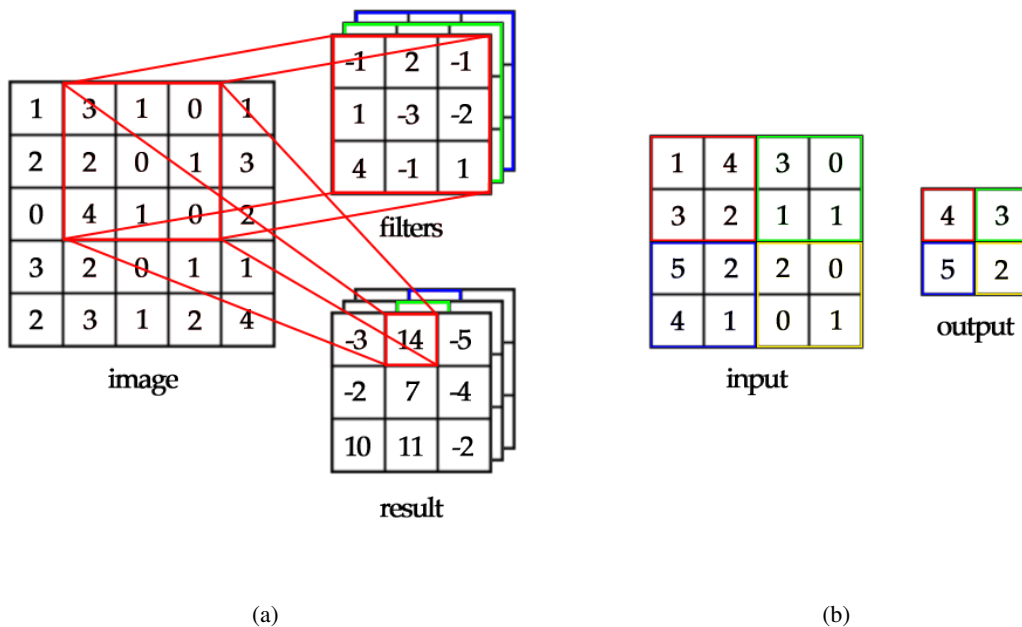 -1 2 -1
1 -3 -2
4 -1 1
filters
1 3 1 0 1
2 2 0 1 3
0 4 1 0 2
3 2 0 1 1
2 3 1 2 4
image
-3 14 -5
-2 7 -4
10 11 -2
result
(a)
1 4 3 0
3 2 1 1
5 2 2 0
4 1 0 1
input
4 3
5 2
output
(b)